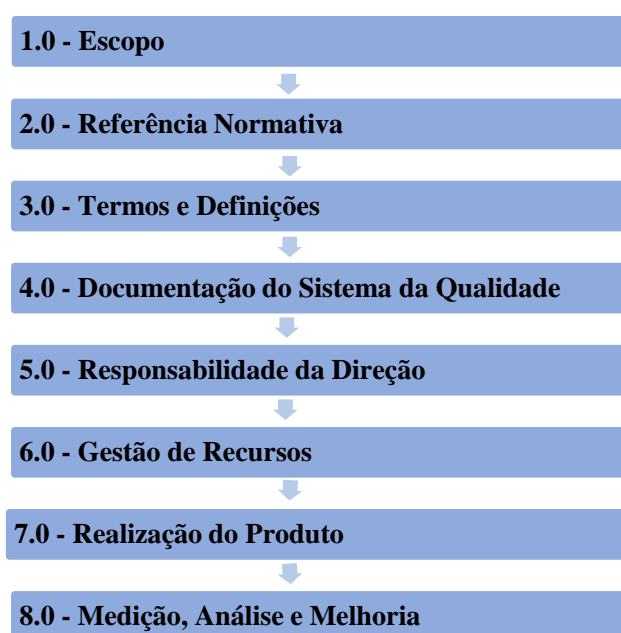 1.0 - Escopo
2.0 - Referência Normativa
3.0 - Termos e Definições
4.0 - Documentação do Sistema da Qualidade
5.0 - Responsabilidade da Direção
6.0 - Gestão de Recursos
7.0 - Realização do Produto
8.0 - Medição, Análise e Melhoria